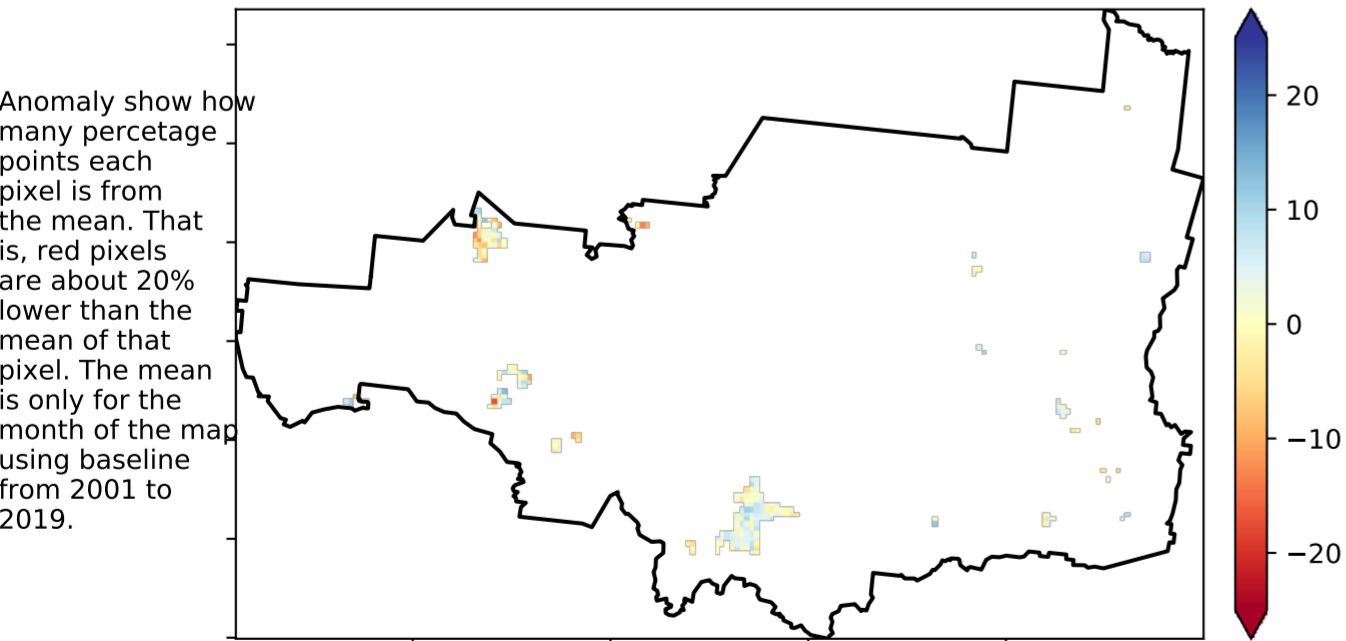 Anomaly show how
many percetage
points each
pixel is from
the mean. That
is, red pixels
are about 20%
lower than the
mean of that
pixel. The mean
is only for the
month of the map
using baseline
from 2001 to
2019.
20
10
0
−10
−20